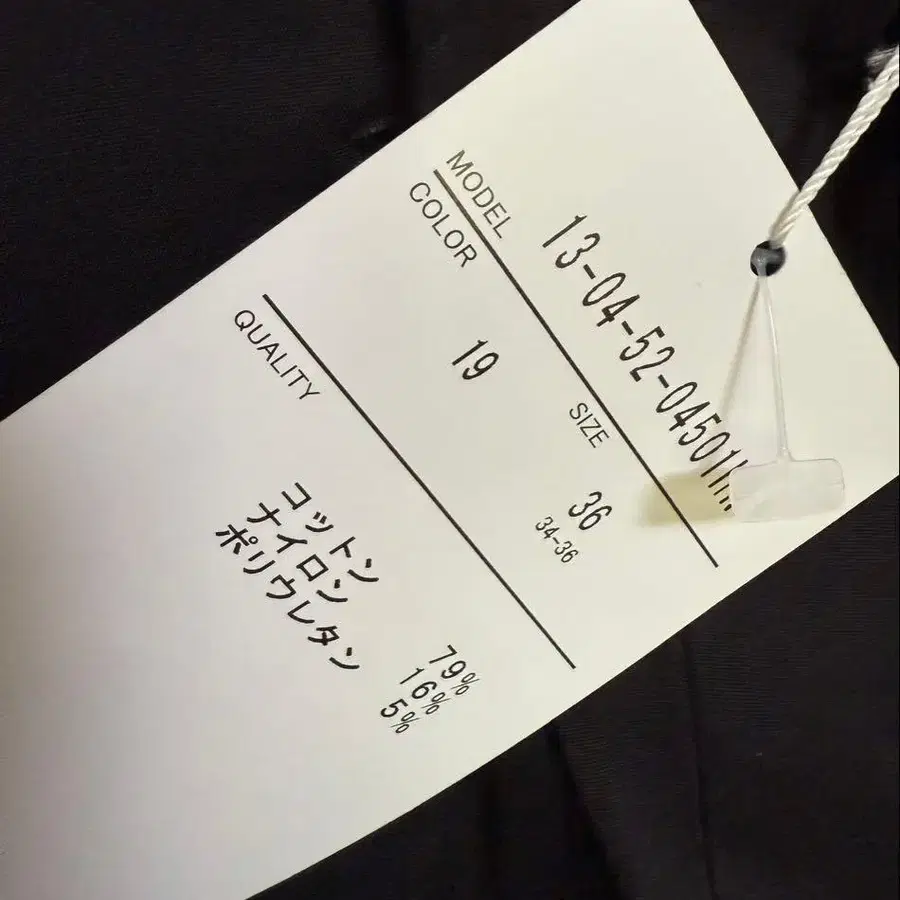 MODEL 13-04-52-04501
COLOR 19 SIZE 36
34-36
QUALITY
コットン 79%
ナイロン 16%
ポリウレタン 5%